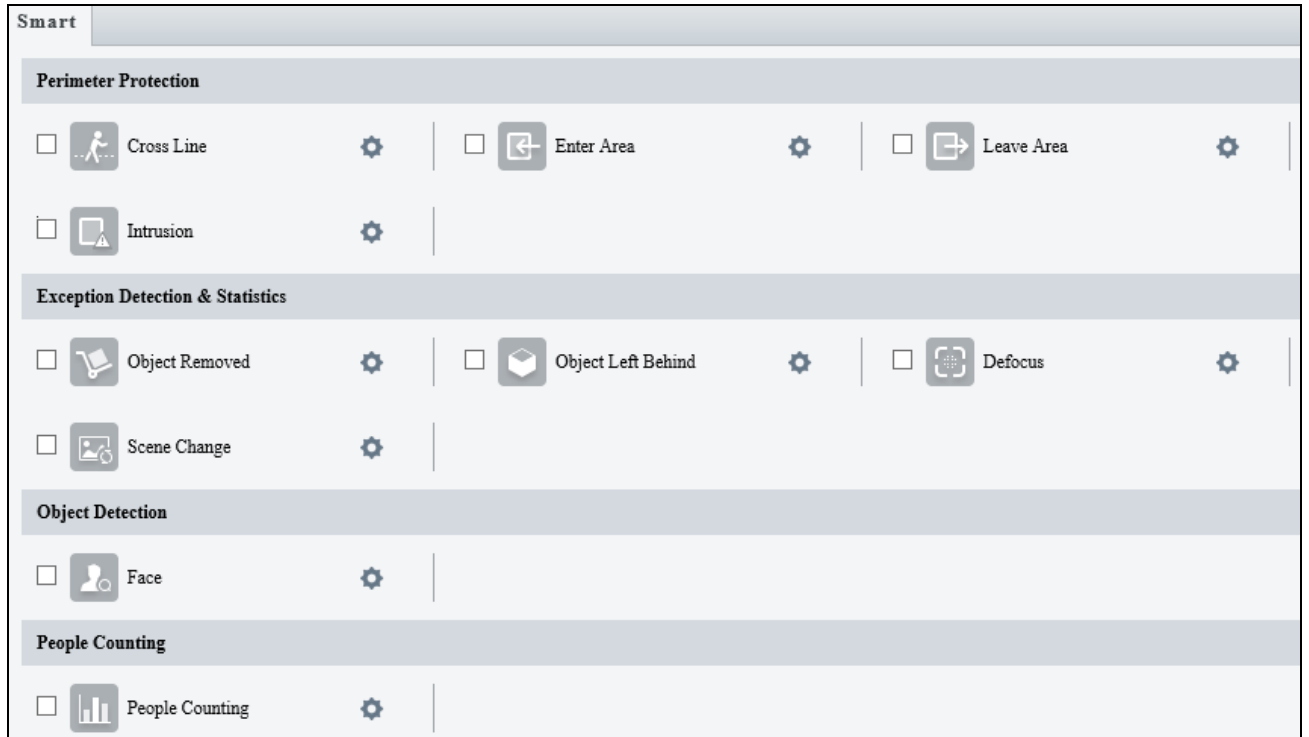 Smart
Perimeter Protection
Cross Line Enter Area Leave Area
Intrusion
Exception Detection & Statistics
Object Removed Object Left Behind Defocus
Scene Change
Object Detection
Face
People Counting
People Counting